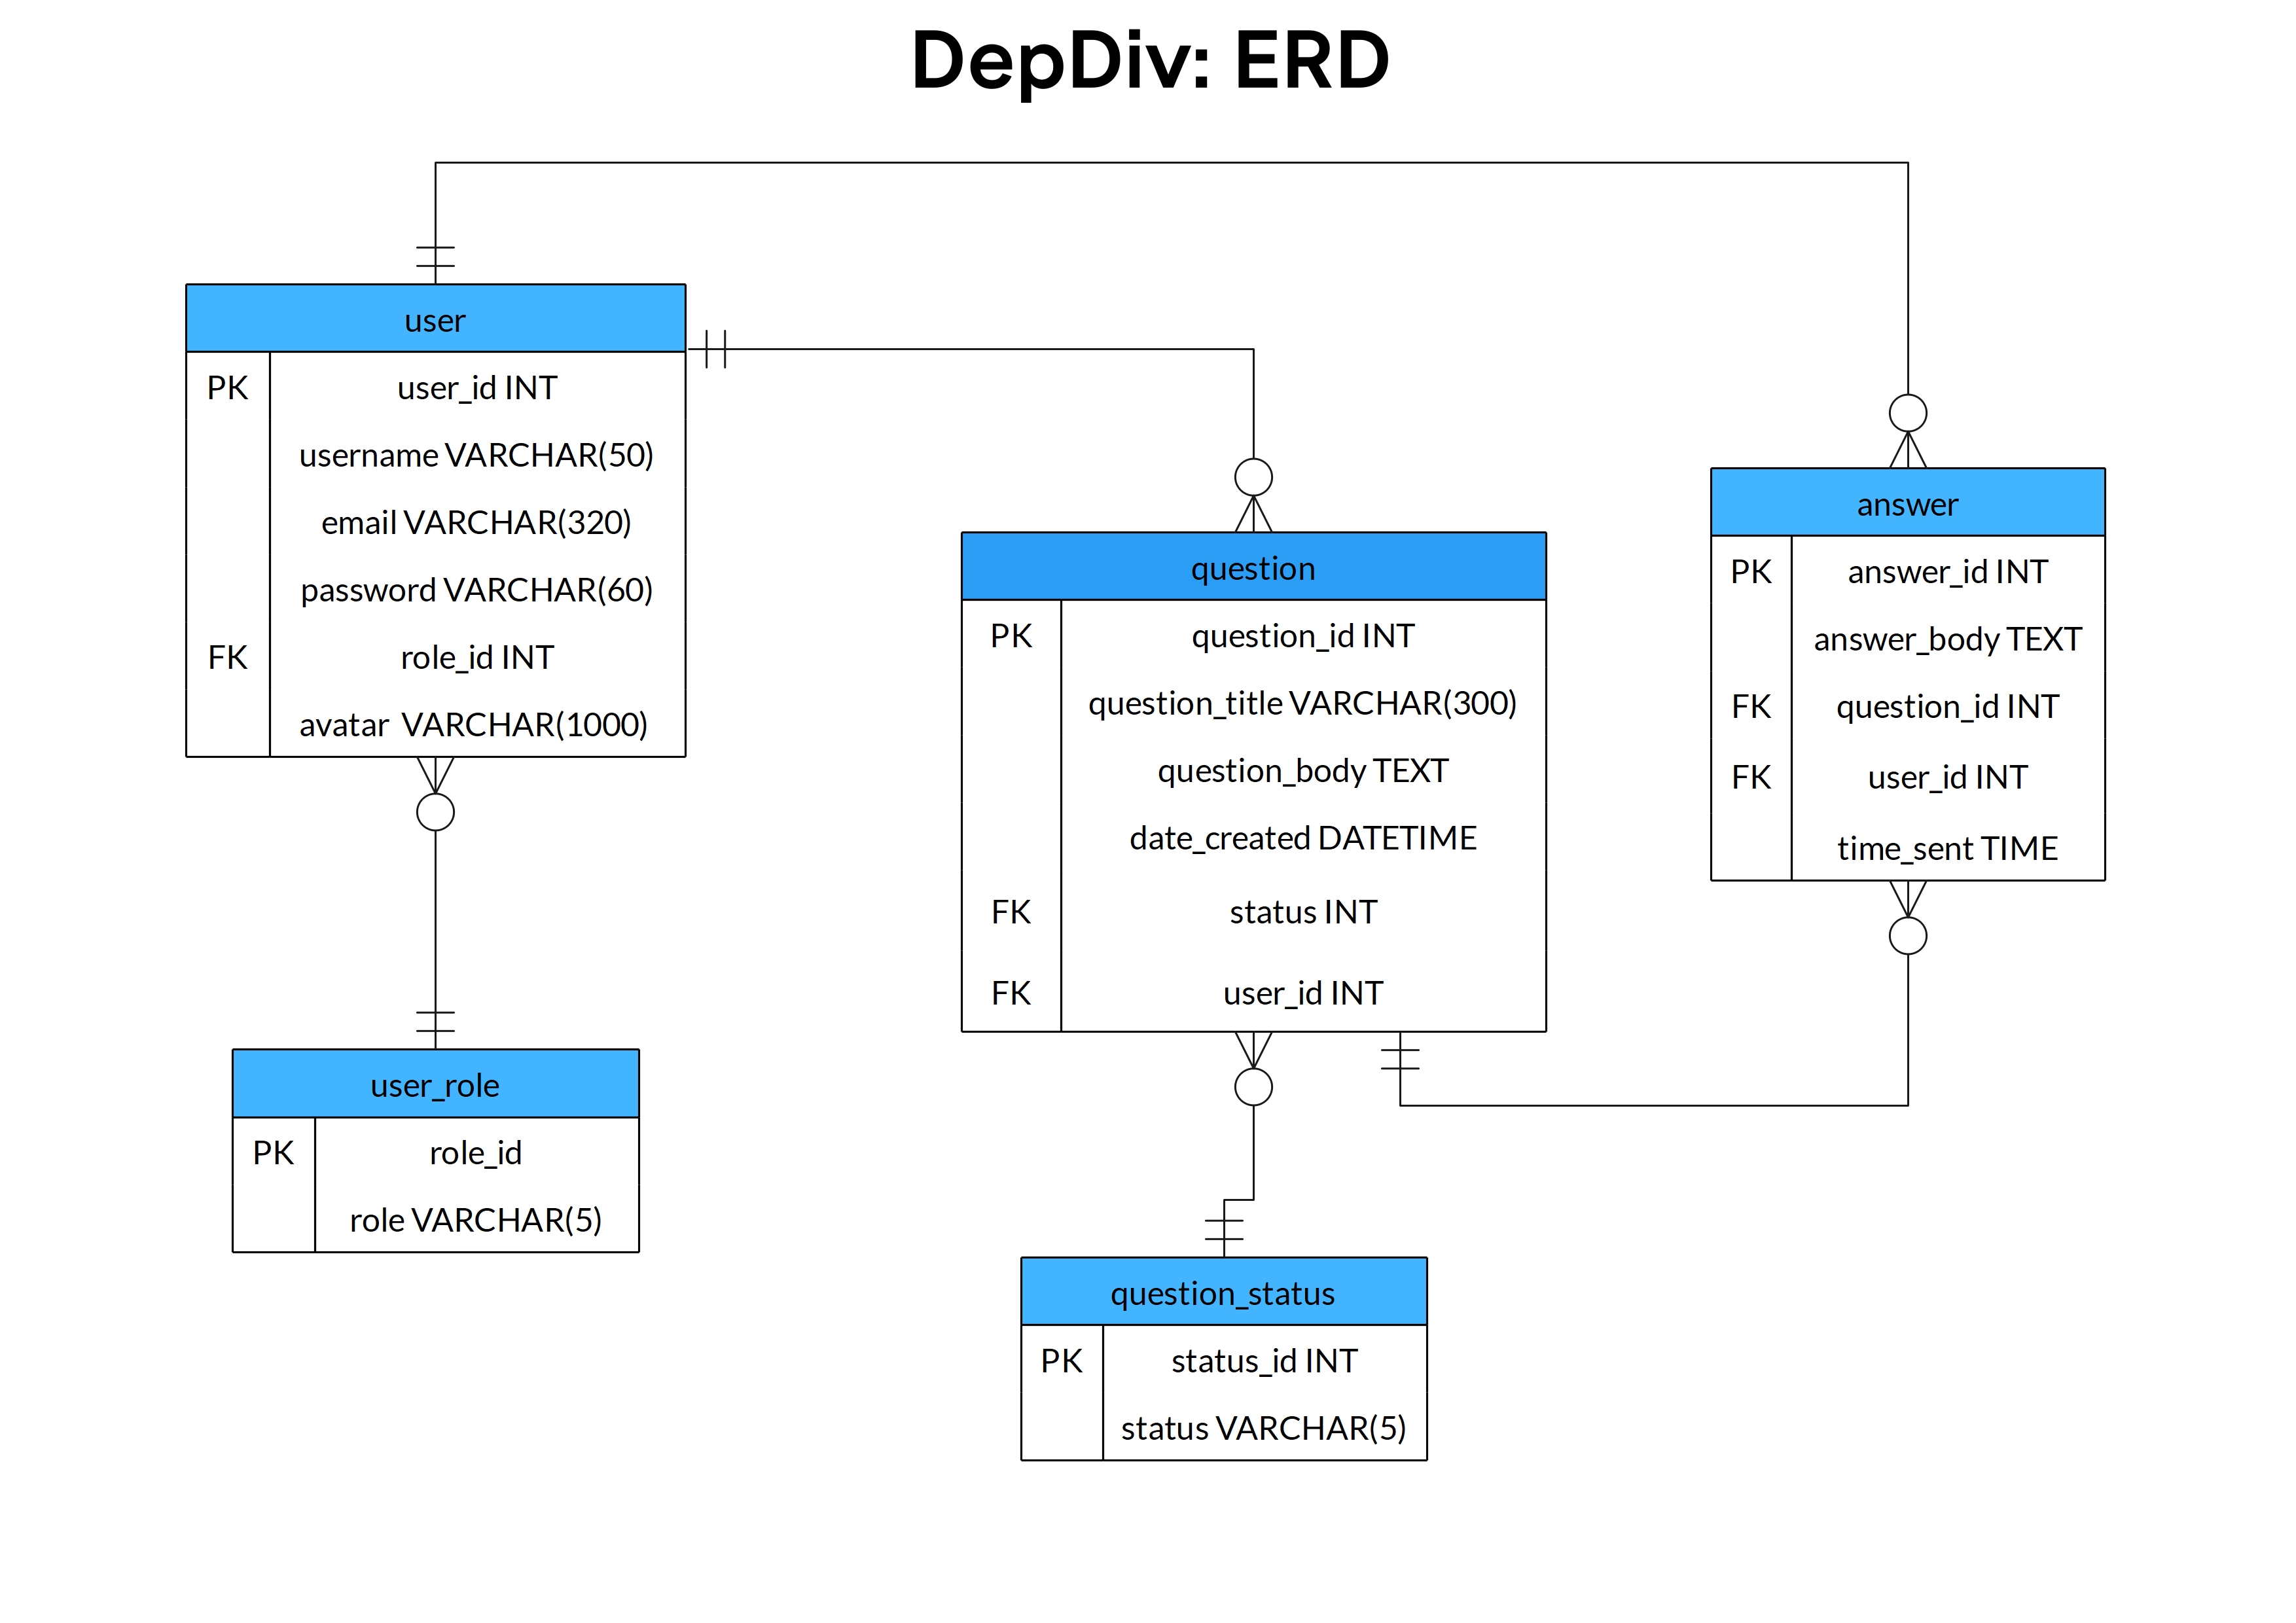 DepDiv: ERD
user
PK user_id INT
username VARCHAR(50)
email VARCHAR(320)
password VARCHAR(60)
FK role_id INT
avatar VARCHAR(1000)
user_role
PK role_id
role VARCHAR(5)
question
PK question_id INT
question_title VARCHAR(300)
question_body TEXT
date_created DATETIME
FK status INT
FK user_id INT
question_status
PK status_id INT
status VARCHAR(5)
answer
PK answer_id INT
answer_body TEXT
FK question_id INT
FK user_id INT
time_sent TIME